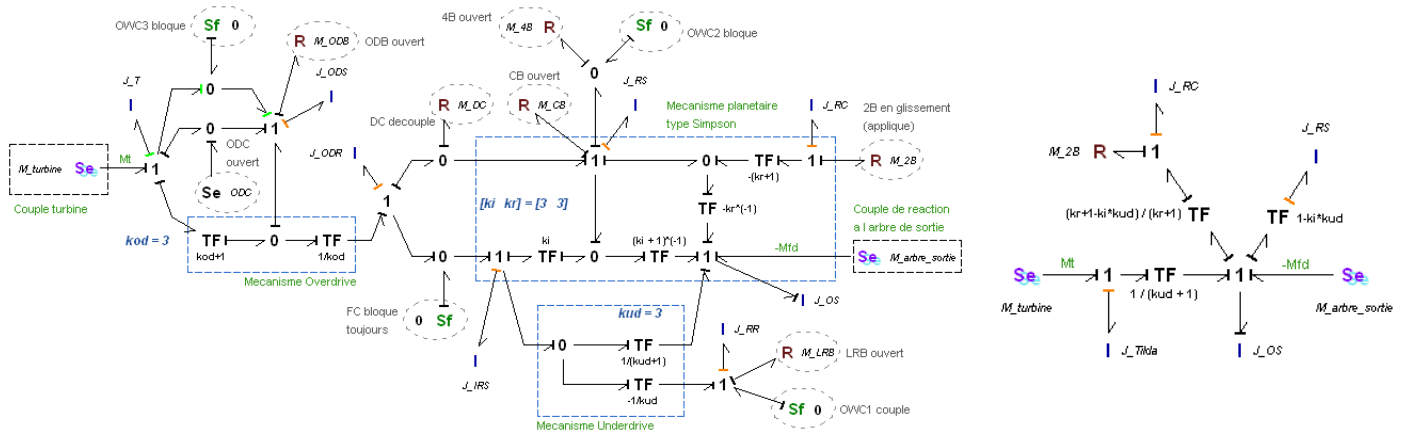 OWC3 bloque
Sf 0
R M_ODB
ODB ouvert
J_T
I
0
J_ODS
I
0
1
ODC
ouvert
M_turbine
Se
Mt
1
Couple turbine
Se ODC
J_ODR
I
kod = 3
TF
0
TF
kod+1
1/kod
Mecanisme Overdrive
1
4B ouvert
M_4B R
Sf 0
OWC2 bloque
0
CB ouvert
R M_CB
J_RS
I
R M_DC
DC decouple
0
Mecanisme planetaire
type Simpson
J_RC
I
2B en glissement
(applique)
1
0
TF
1
R M_2B
-(kr+1)
[ki kr] = [3 3]
TF
-kr^(-1)
Couple de reaction
a l arbre de sortie
0
1
ki
TF
0
(ki + 1)*(-1)
TF
1
-Mfd
Se M_arbre_sortie
FC bloque
toujours
0 Sf
I
J_OS
I
J_IRS
kud = 3
0
TF
1/(kud+1)
TF
-1/kud
1
J_RR
I
R M_LRB
LRB ouvert
Sf 0
OWC1 couple
Mecanisme Underdrive
J_RC
I
M_2B R
1
J_RS
I
(kr+1-ki*kud) / (kr+1)
TF
TF
1-ki*kud
Se
Mt
1
TF
1
-Mfd
Se
M_turbine
1 / (kud + 1)
M_arbre_sortie
I J_Tilda
I J_OS